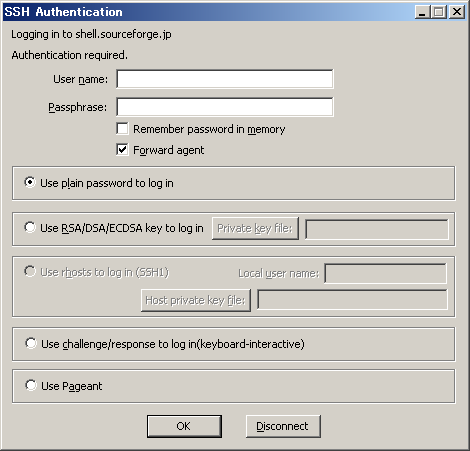 SSH Authentication
Logging in to shell.sourceforge.jp
Authentication required.
User name:
Passphrase:
Remember password in memory
Forward agent
Use plain password to log in
Use RSA/DSA/ECDSA key to log in Private key file:
Use rhosts to log in (SSH1) Local user name:
Host private key file:
Use challenge/response to log in(keyboard-interactive)
Use Pageant
OK Disconnect